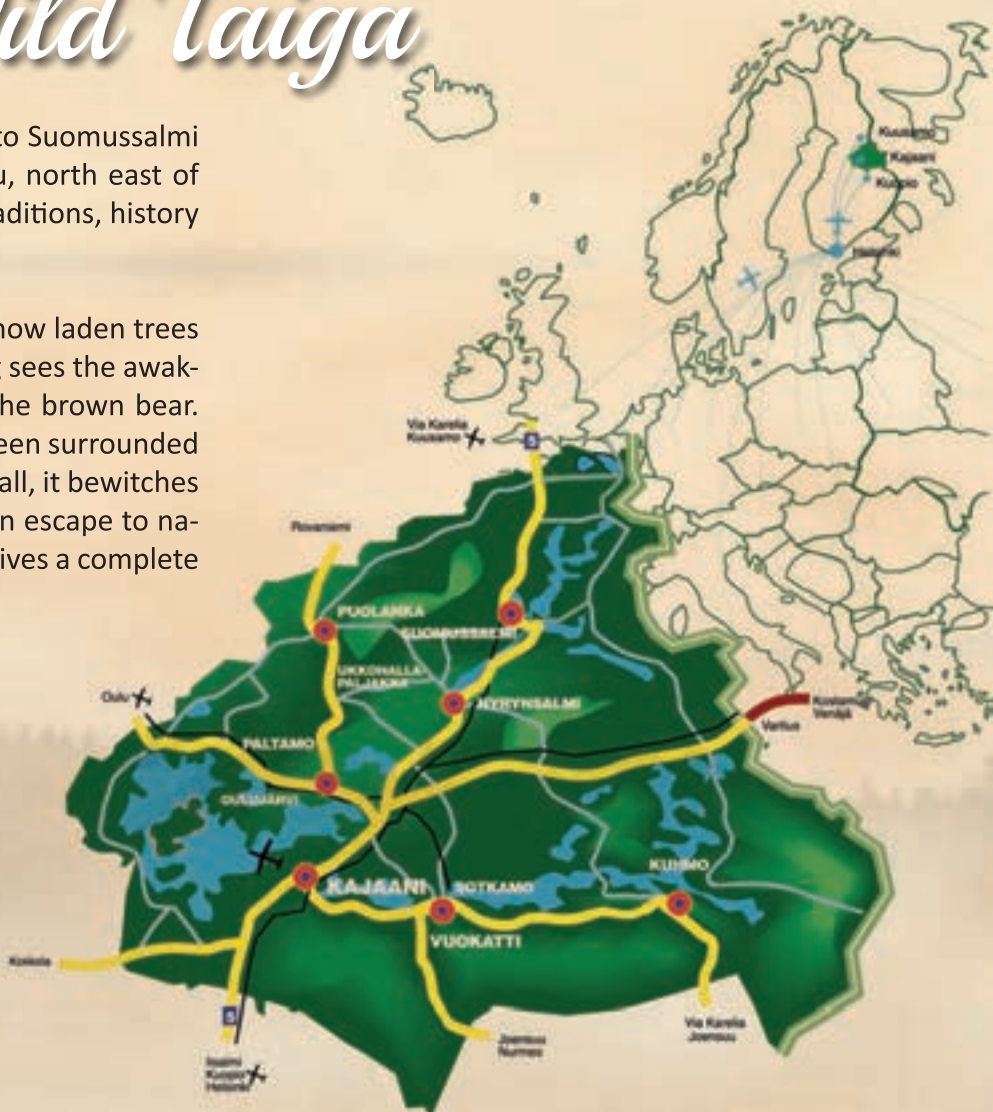 ild Taiga
to Suomussalmi
u, north east of
aditions, history
now laden trees
g sees the awak-
he brown bear.
een surrounded
all, it bewitches
n escape to na-
ives a complete
Kuusamo
Kajaani
Kuopio
Helsinki
Via Karelia
Kuusamo
5
Rovaniemi
PUOLANKA
SUOMUSSALMI
UKKOHALLA-
PALJAKKA
HYRYNSALMI
Oulu
Vartius
PALTAMO
OULUJÄRVI
KUHMO
KAJAANI
SOTKAMO
VUOKATTI
Kokkola
5
Iisalmi
Kuopio
Helsinki
Joensuu
Nurmes
Via Karelia
Joensuu